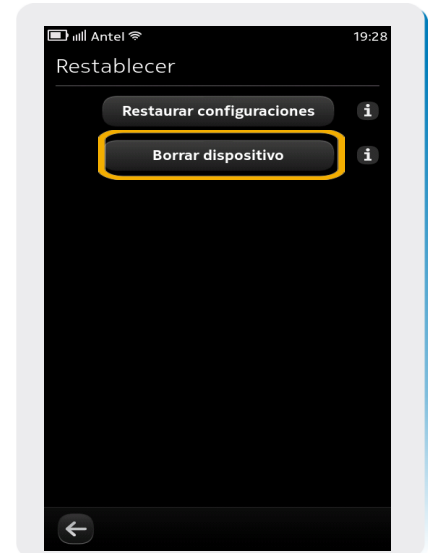 Antel 19:28
Restablecer
Restaurar configuraciones i
Borrar dispositivo i